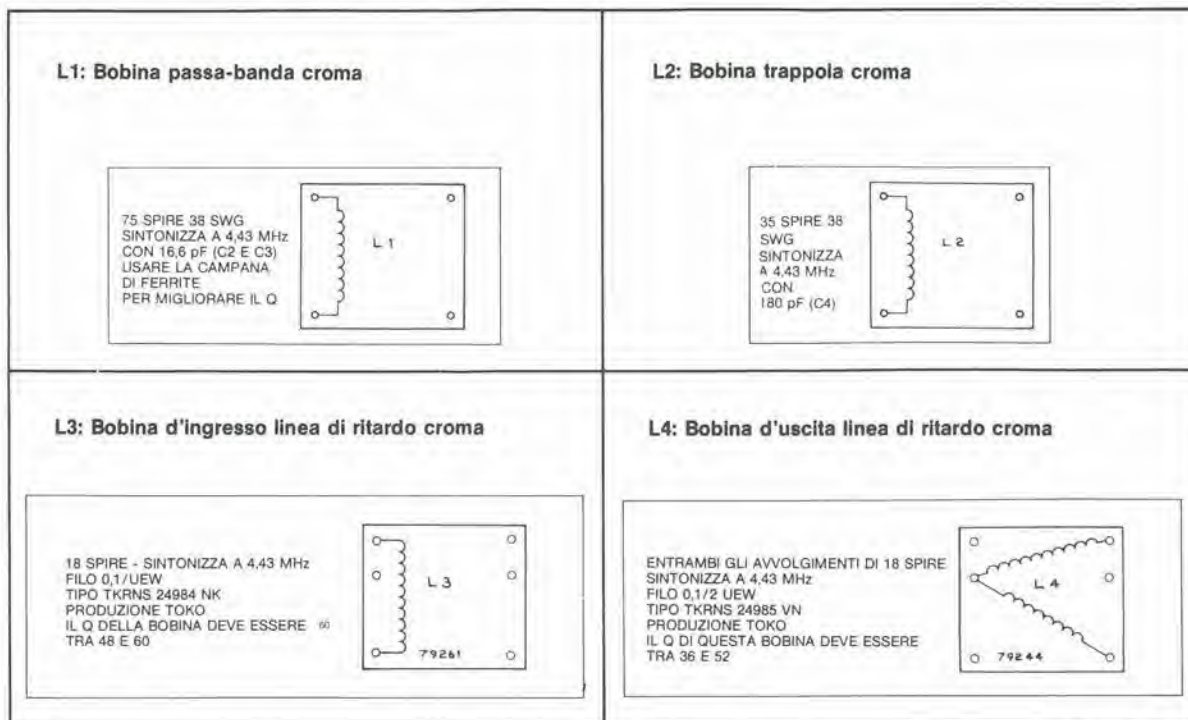 L1: Bobina passa-banda croma
75 SPIRE 38 SWG
SINTONIZZA A 4,43 MHz
CON 16,6 pF (C2 E C3)
USARE LA CAMPANA
DI FERRITE
PER MIGLIORARE IL Q
L 1
L2: Bobina trappola croma
35 SPIRE 38
SWG
SINTONIZZA
A 4,43 MHz
CON
180 pF (C4)
L 2
L3: Bobina d'ingresso linea di ritardo croma
18 SPIRE - SINTONIZZA A 4,43 MHz
FILO 0,1/UEW
TIPO TKRNS 24984 NK
PRODUZIONE TOKO
IL Q DELLA BOBINA DEVE ESSERE 60
TRA 48 E 60
L 3
79261
L4: Bobina d'uscita linea di ritardo croma
ENTRAMBI GLI AVVOLGIMENTI DI 18 SPIRE
SINTONIZZA A 4,43 MHz
FILO 0,1/2 UEW
TIPO TKRNS 24985 VN
PRODUZIONE TOKO
IL Q DI QUESTA BOBINA DEVE ESSERE
TRA 36 E 52
L 4
79244